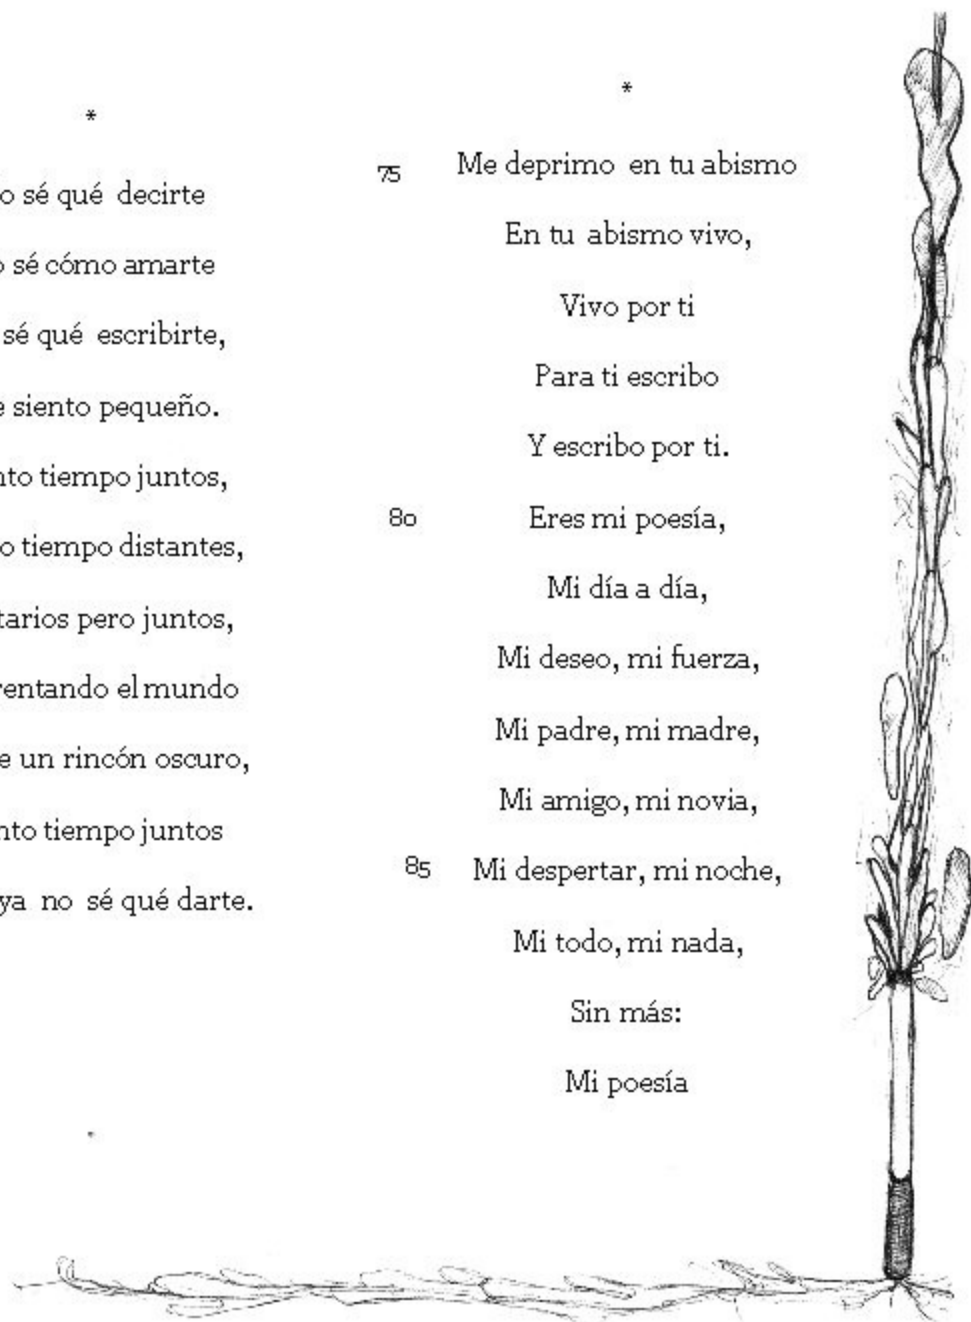 *
o sé qué decirte
o sé cómo amarte
sé qué escribirte,
e siento pequeño.
nto tiempo juntos,
o tiempo distantes,
tarios pero juntos,
rentando el mundo
e un rincón oscuro,
nto tiempo juntos
ya no sé qué darte.
*
75 Me deprimo en tu abismo
En tu abismo vivo,
Vivo por ti
Para ti escribo
Y escribo por ti.
80 Eres mi poesía,
Mi día a día,
Mi deseo, mi fuerza,
Mi padre, mi madre,
Mi amigo, mi novia,
85 Mi despertar, mi noche,
Mi todo, mi nada,
Sin más:
Mi poesía